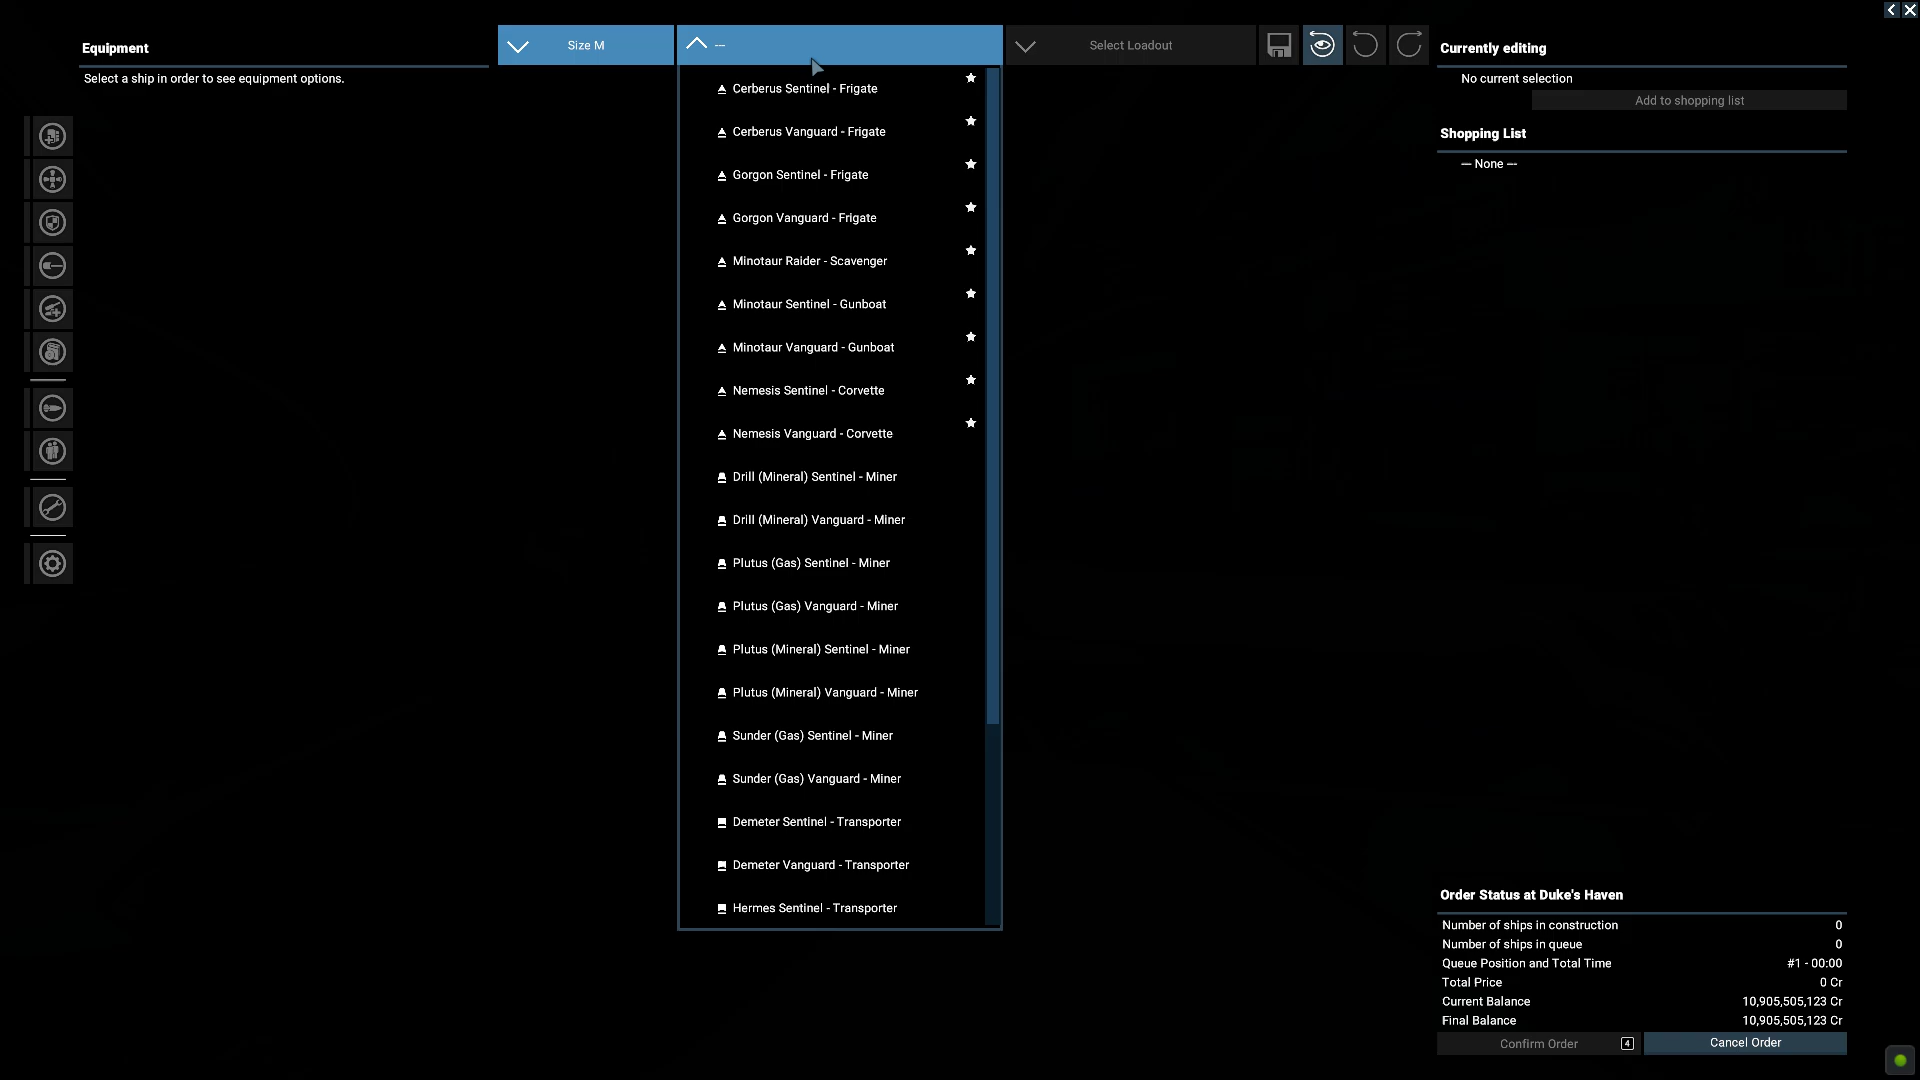 Equipment
Select a ship in order to see equipment options.
Size M
---
Select Loadout
Cerberus Sentinel - Frigate
Cerberus Vanguard - Frigate
Gorgon Sentinel - Frigate
Gorgon Vanguard - Frigate
Minotaur Raider - Scavenger
Minotaur Sentinel - Gunboat
Minotaur Vanguard - Gunboat
Nemesis Sentinel - Corvette
Nemesis Vanguard - Corvette
Drill (Mineral) Sentinel - Miner
Drill (Mineral) Vanguard - Miner
Plutus (Gas) Sentinel - Miner
Plutus (Gas) Vanguard - Miner
Plutus (Mineral) Sentinel - Miner
Plutus (Mineral) Vanguard - Miner
Sunder (Gas) Sentinel - Miner
Sunder (Gas) Vanguard - Miner
Demeter Sentinel - Transporter
Demeter Vanguard - Transporter
Hermes Sentinel - Transporter
Currently editing
No current selection
Add to shopping list
Shopping List
--- None ---
Order Status at Duke's Haven
Number of ships in construction 0
Number of ships in queue 0
Queue Position and Total Time #1 - 00:00
Total Price 0 Cr
Current Balance 10,905,505,123 Cr
Final Balance 10,905,505,123 Cr
Confirm Order 4
Cancel Order